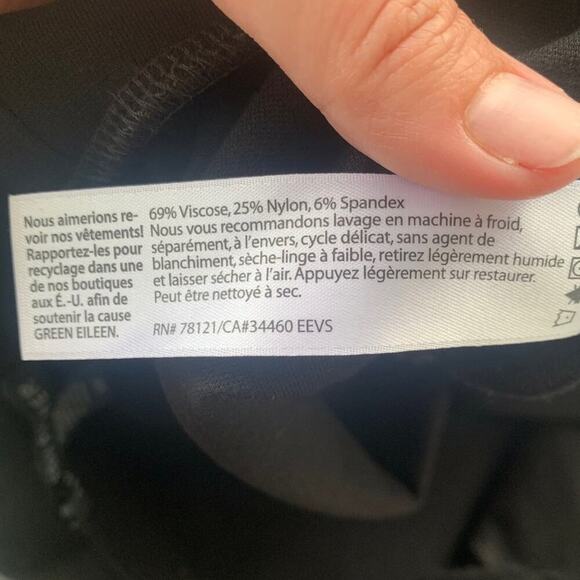 Nous aimerions re-
voir nos vêtements!
Rapportez-les pour
recyclage dans une
de nos boutiques
aux É.-U. afin de
soutenir la cause
GREEN EILEEN.
69% Viscose, 25% Nylon, 6% Spandex
Nous vous recommandons lavage en machine à froid,
séparément, à l'envers, cycle délicat, sans agent de
blanchiment, sèche-linge à faible, retirez légèrement humide
et laisser sécher à l'air. Appuyez légèrement sur restaurer.
Peut être nettoyé à sec.
RN# 78121/CA#34460 EEVS